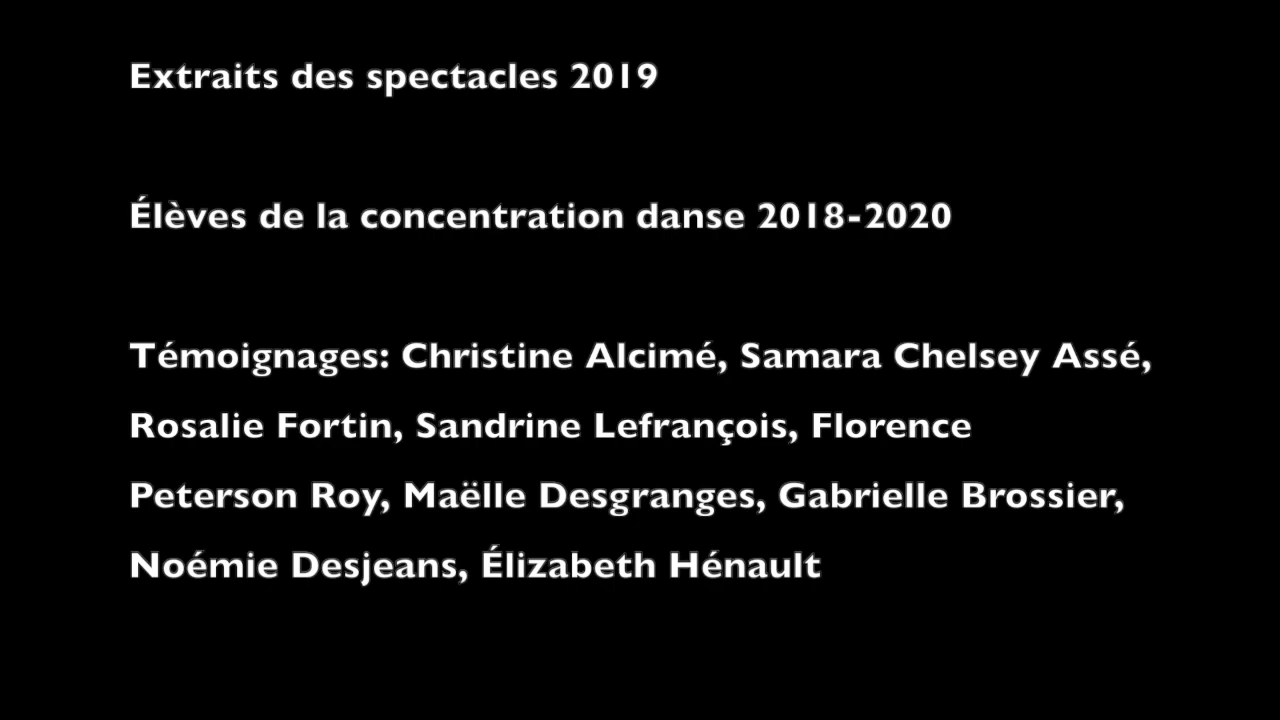 Extraits des spectacles 2019
Élèves de la concentration danse 2018-2020
Témoignages: Christine Alcimé, Samara Chelsey Assé,
Rosalie Fortin, Sandrine Lefrançois, Florence
Peterson Roy, Maëlle Desgranges, Gabrielle Brossier,
Noémie Desjeans, Élizabeth Hénault